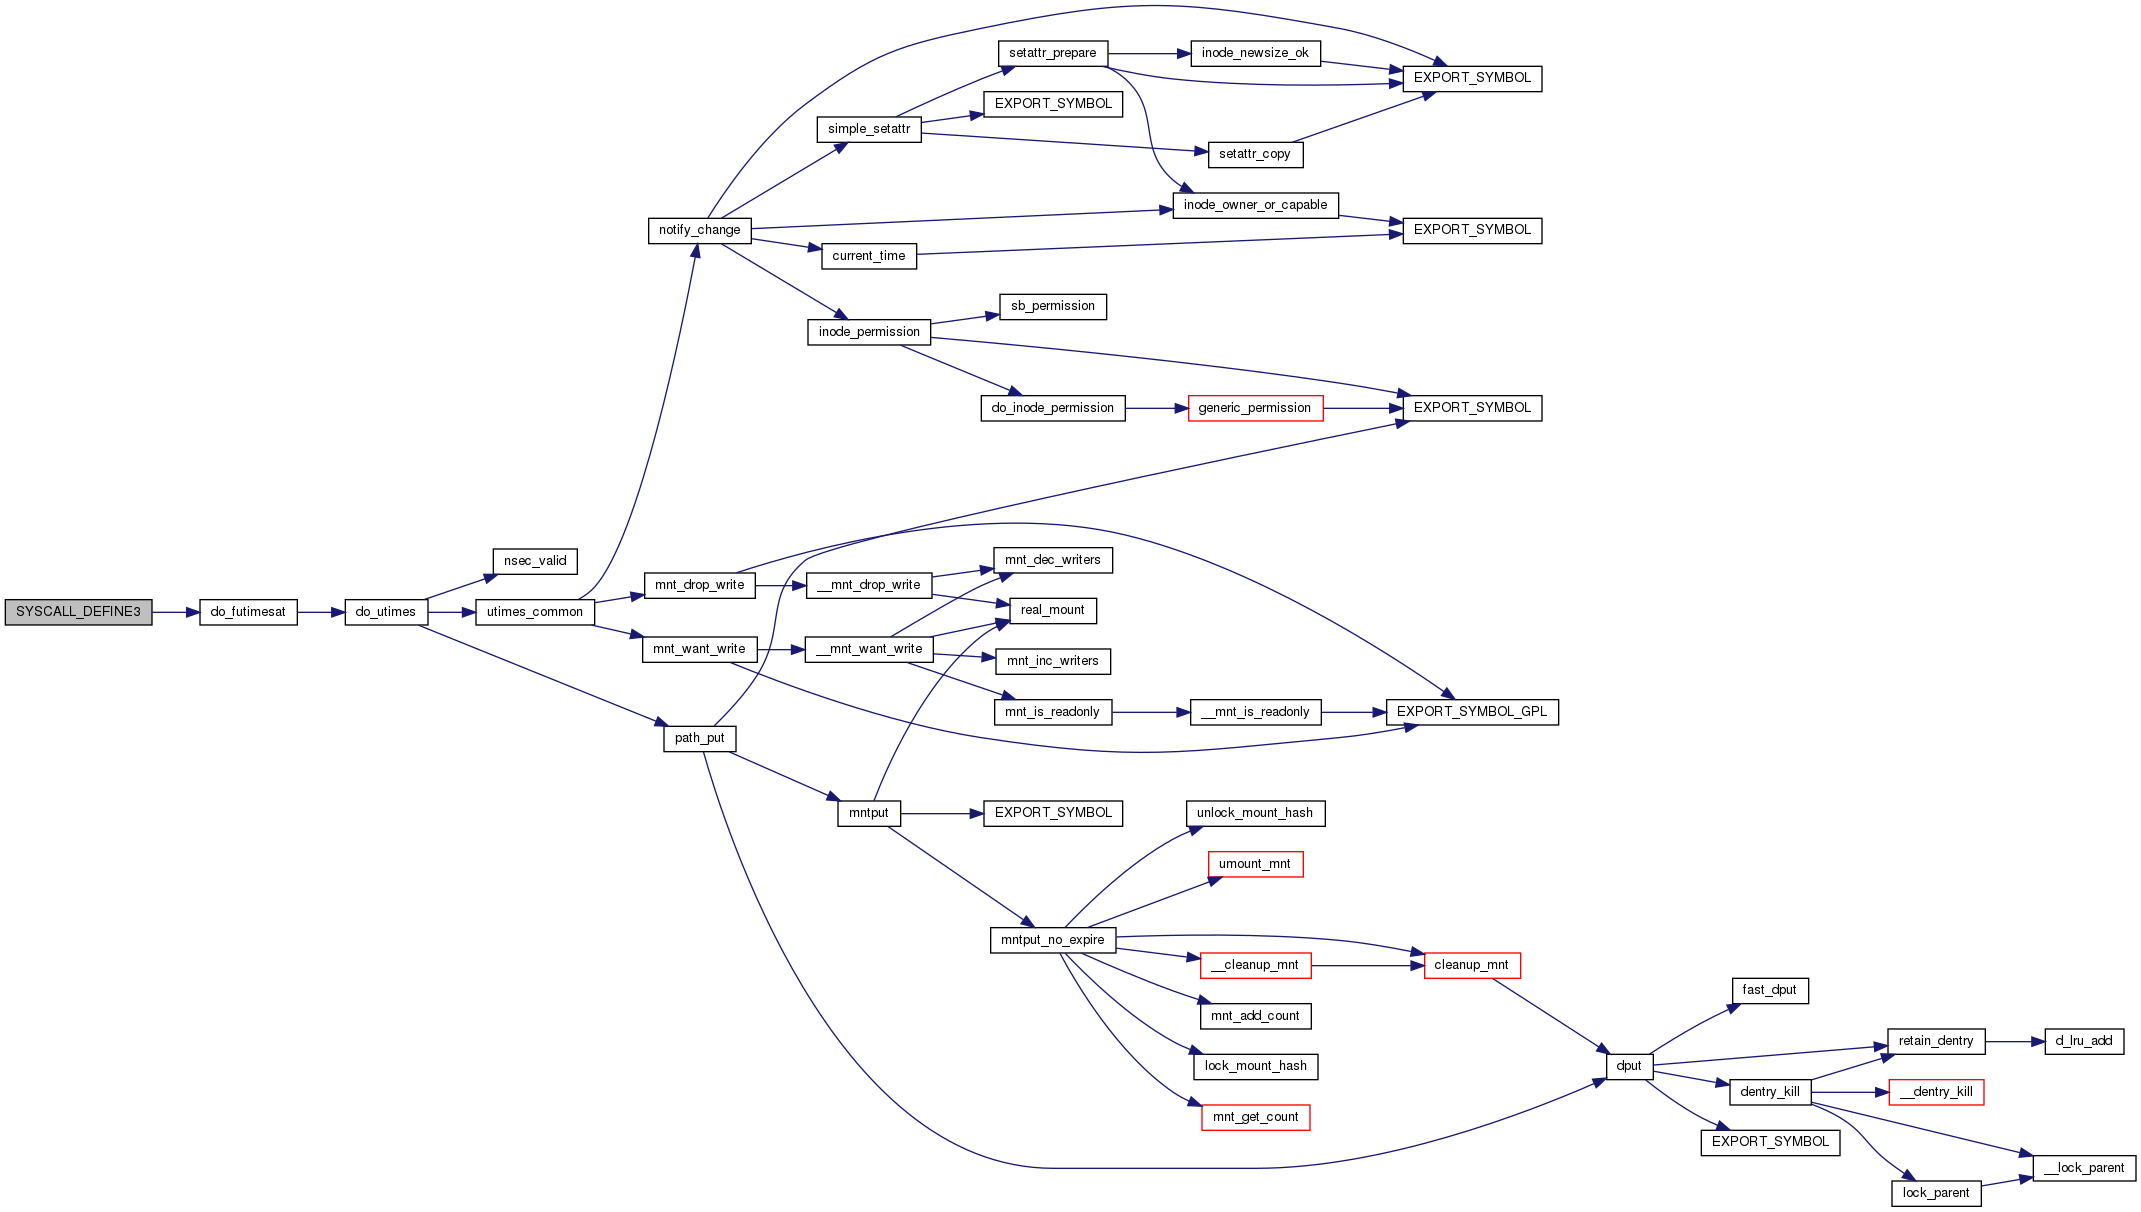 SYSCALL_DEFINE3
do_futimesat
do_utimes
nsec_valid
utimes_common
notify_change
mnt_drop_write
mnt_want_write
path_put
simple_setattr
current_time
inode_permission
__mnt_drop_write
__mnt_want_write
mntput
setattr_prepare
EXPORT_SYMBOL
sb_permission
do_inode_permission
mnt_dec_writers
real_mount
mnt_inc_writers
mnt_is_readonly
EXPORT_SYMBOL
mntput_no_expire
inode_newsize_ok
setattr_copy
inode_owner_or_capable
generic_permission
__mnt_is_readonly
unlock_mount_hash
umount_mnt
__cleanup_mnt
mnt_add_count
lock_mount_hash
mnt_get_count
EXPORT_SYMBOL
EXPORT_SYMBOL
EXPORT_SYMBOL
EXPORT_SYMBOL_GPL
cleanup_mnt
dput
fast_dput
dentry_kill
EXPORT_SYMBOL
retain_dentry
__dentry_kill
lock_parent
d_lru_add
__lock_parent